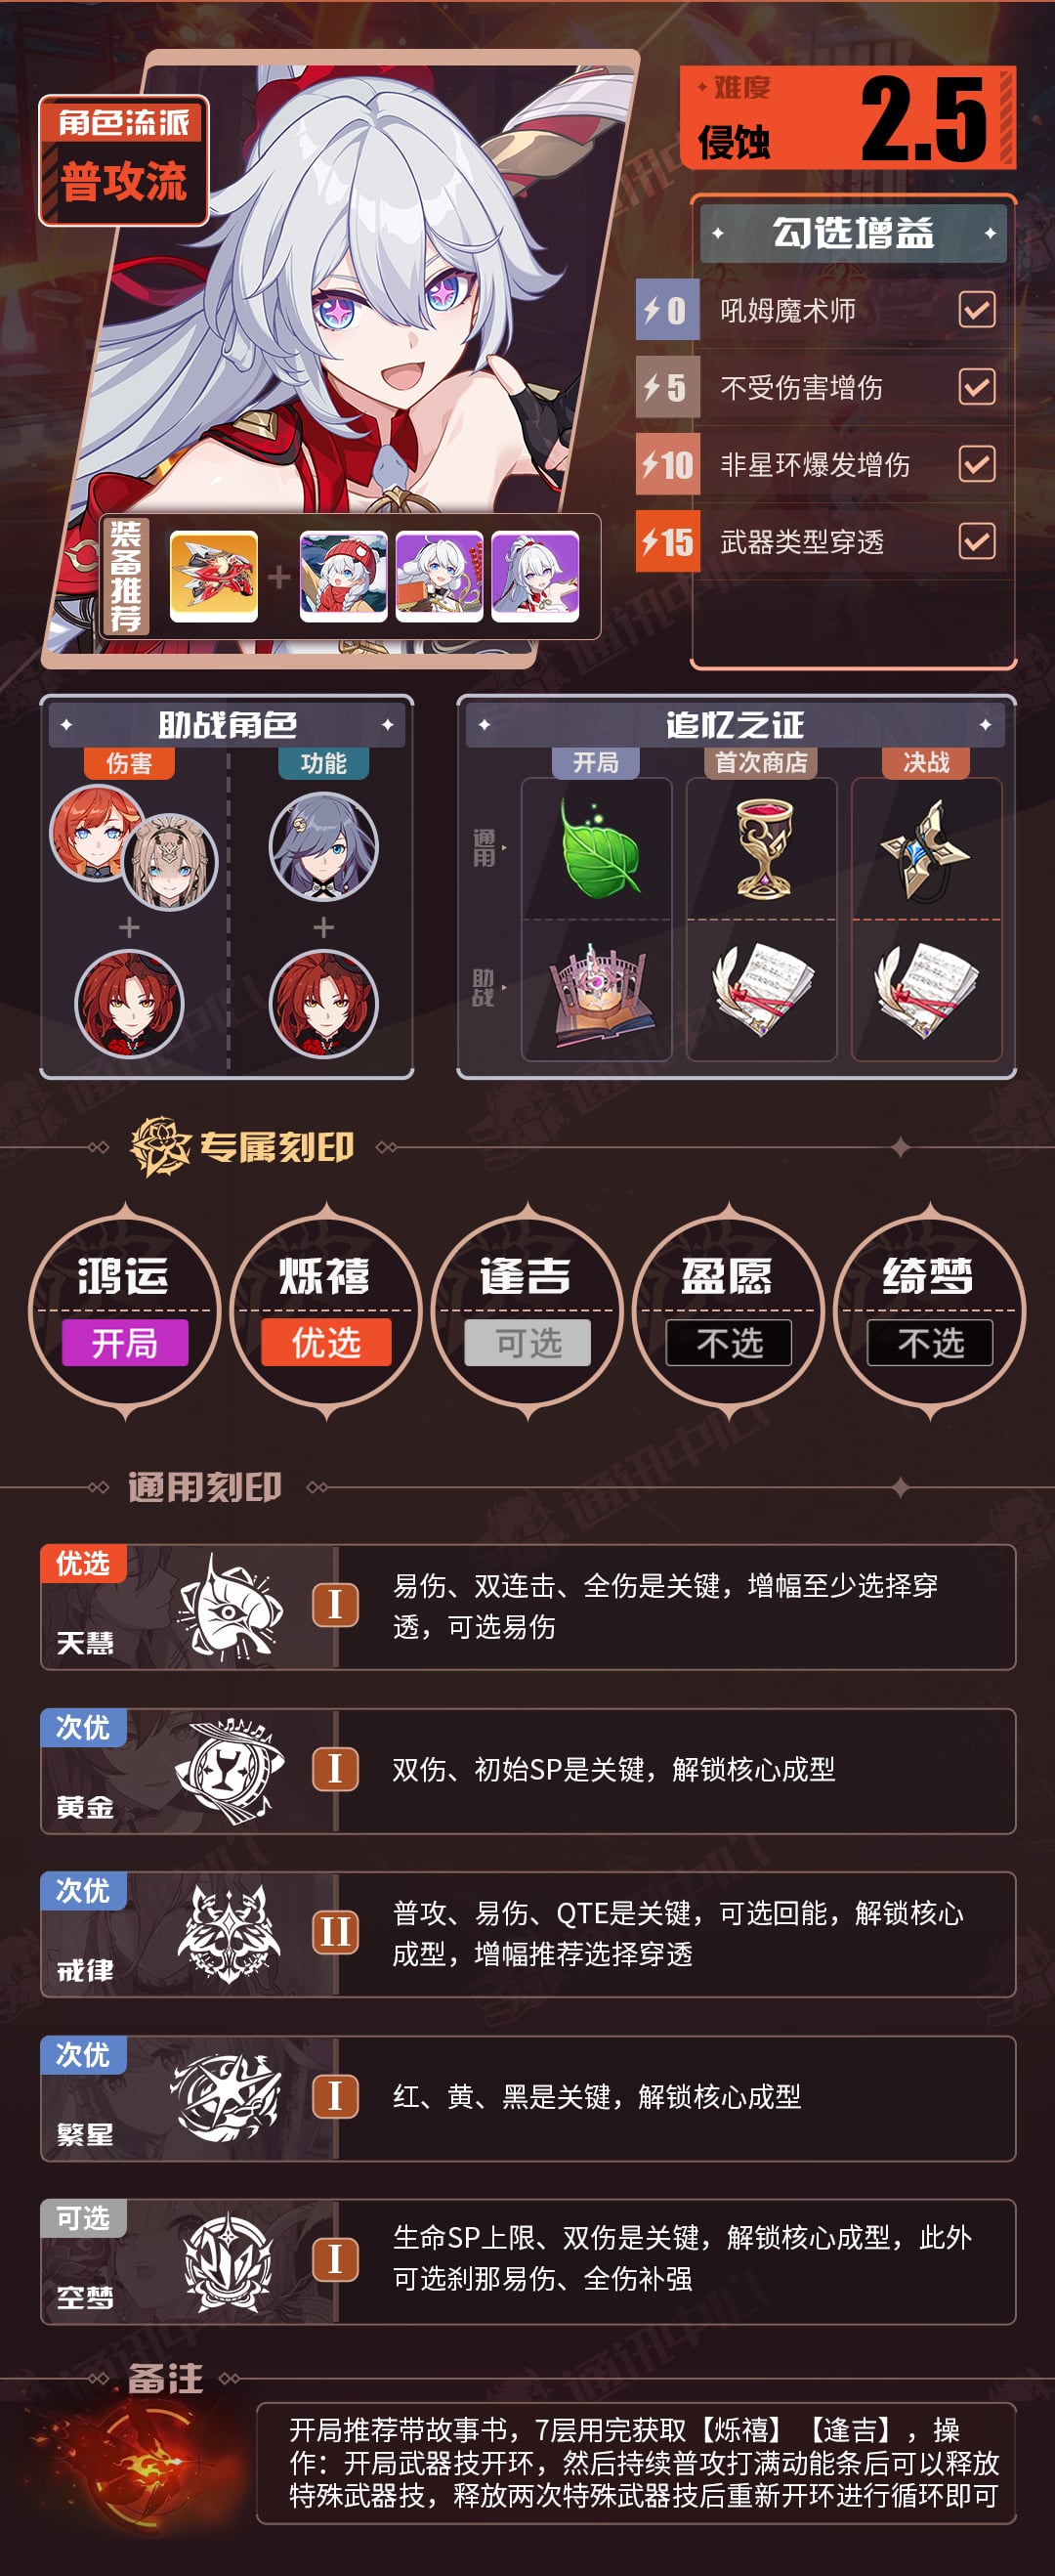 角色流派
普攻流
难度
侵蚀
2.5
勾选增益
0 吼姆魔术师
5 不受伤害增伤
10 非星环爆发增伤
15 武器类型穿透
装备推荐
助战角色
伤害
功能
追忆之证
开局
首次商店
决战
通用
助战
专属刻印
鸿运
开局
烁禧
优选
逢吉
可选
盈愿
不选
绮梦
不选
通用刻印
优选
天慧
I
易伤、双连击、全伤是关键，增幅至少选择穿
透，可选易伤
次优
黄金
I
双伤、初始SP是关键，解锁核心成型
次优
戒律
II
普攻、易伤、QTE是关键，可选回能，解锁核心
成型，增幅推荐选择穿透
次优
繁星
I
红、黄、黑是关键，解锁核心成型
可选
空梦
I
生命SP上限、双伤是关键，解锁核心成型，此外
可选刹那易伤、全伤补强
备注
开局推荐带故事书，7层用完获取【烁禧】【逢吉】，操
作：开局武器技开环，然后持续普攻打满动能条后可以释放
特殊武器技，释放两次特殊武器技后重新开环进行循环即可
通讯中心